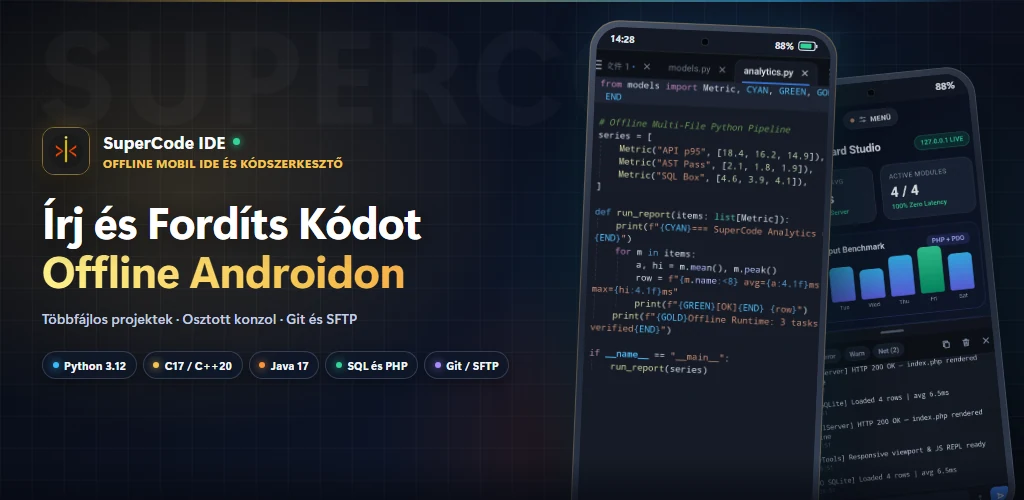 SUPERC
SuperCode IDE
OFFLINE MOBIL IDE ÉS KÓDSZERKESZTŐ
Írj és Fordíts Kódot
Offline Androidon
Többfájlos projektek · Osztott konzol · Git és SFTP
Python 3.12
C17 / C++20
Java 17
SQL és PHP
Git / SFTP
14:28
88%
文件 1 • ✕
models.py ✕
analytics.py ✕
from models import Metric, CYAN, GREEN,
END
# Offline Multi-File Python Pipeline
series = [
Metric("API p95", [18.4, 16.2, 14.9]),
Metric("AST Pass", [2.1, 1.8, 1.9]),
Metric("SQL Box", [4.6, 3.9, 4.1]),
]
def run_report(items: list[Metric]):
print(f"{CYAN}=== SuperCode Analytics
{END}")
for m in items:
a, hi = m.mean(), m.peak()
row = f"{m.name:<8} avg={a:4.1f}ms
max={hi:4.1f}ms"
print(f"{GREEN}[OK]{END} {row}")
print(f"{GOLD}Offline Runtime: 3 tasks
verified{END}")
if __name__ == "__main__":
run_report(series)
88%
MENÜ
Studio
127.0.0.1 LIVE
ACTIVE MODULES
4 / 4
100% Zero Latency
Benchmark
PHP + PDO
Tue
Wed
Thu
Fri
Sat
Warn
Net (2)
HTTP 200 OK — index.php rendered
Loaded 4 rows | avg 6.5ms
HTTP 200 OK — index.php rendered
Responsive viewport & JS REPL ready
SQLite] Loaded 4 rows | avg 6.5ms